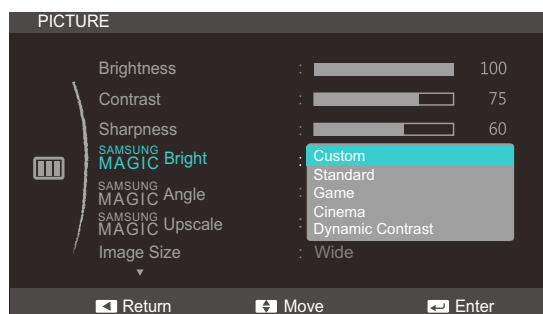 PICTURE
Brightness : 100
Contrast : 75
Sharpness : 60
SAMSUNG MAGIC Bright : Custom
Standard
SAMSUNG MAGIC Angle : Game
Cinema
SAMSUNG MAGIC Upscale : Dynamic Contrast
Image Size : Wide
Return Move Enter